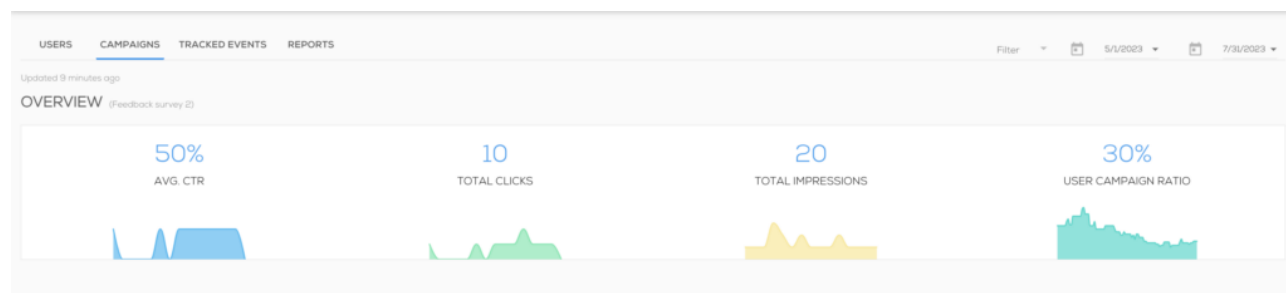 USERS CAMPAIGNS TRACKED EVENTS REPORTS Filter 5/1/2023 7/31/2023
Updated 9 minutes ago
OVERVIEW (Feedback survey 2)
50% 10 20 30%
AVG. CTR TOTAL CLICKS TOTAL IMPRESSIONS USER CAMPAIGN RATIO